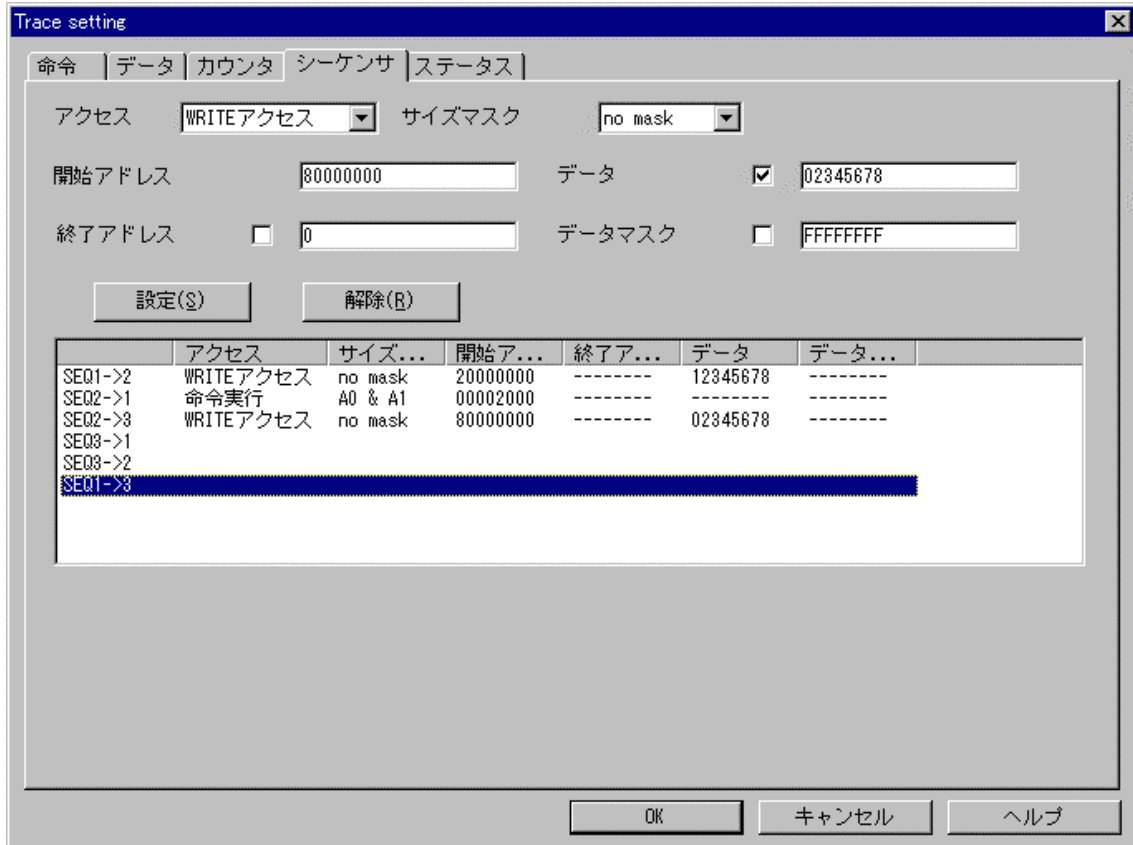 Trace setting
命令 データ カウンタ シーケンサ ステータス
アクセス WRITEアクセス サイズマスク no mask
開始アドレス 80000000 データ 02345678
終了アドレス 0 データマスク FFFFFFFF
設定(S) 解除(R)
アクセス サイズ... 開始ア... 終了ア... データ データ...
SEQ1->2 WRITEアクセス no mask 20000000 -------- 12345678 --------
SEQ2->1 命令実行 A0 & A1 00002000 -------- -------- --------
SEQ2->3 WRITEアクセス no mask 80000000 -------- 02345678 --------
SEQ3->1
SEQ3->2
SEQ1->3
OK キャンセル ヘルプ